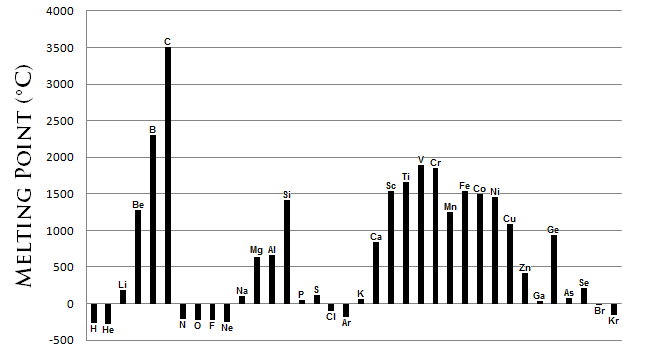 MELTING POINT (°C)
4000
3500
3000
2500
2000
1500
1000
500
0
-500
H
He
Li
Be
B
C
N
O
F
Ne
Na
Mg
Al
Si
P
S
Cl
Ar
K
Ca
Sc
Ti
V
Cr
Mn
Fe
Co
Ni
Cu
Zn
Ga
Ge
As
Se
Br
Kr